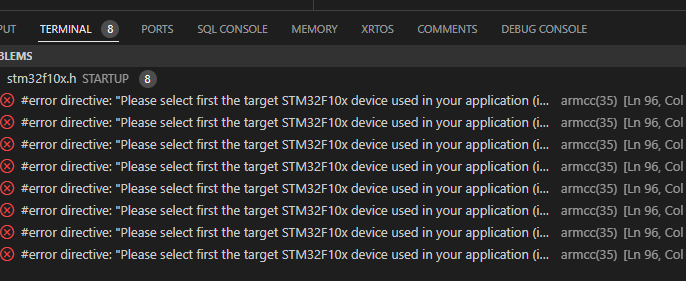 PUT TERMINAL 8 PORTS SQL CONSOLE MEMORY XRTOS COMMENTS DEBUG CONSOLE
BLEMS
stm32f10x.h STARTUP 8
#error directive: "Please select first the target STM32F10x device used in your application (i... armcc(35) [Ln 96, Col
#error directive: "Please select first the target STM32F10x device used in your application (i... armcc(35) [Ln 96, Col
#error directive: "Please select first the target STM32F10x device used in your application (i... armcc(35) [Ln 96, Col
#error directive: "Please select first the target STM32F10x device used in your application (i... armcc(35) [Ln 96, Col
#error directive: "Please select first the target STM32F10x device used in your application (i... armcc(35) [Ln 96, Col
#error directive: "Please select first the target STM32F10x device used in your application (i... armcc(35) [Ln 96, Col
#error directive: "Please select first the target STM32F10x device used in your application (i... armcc(35) [Ln 96, Col
#error directive: "Please select first the target STM32F10x device used in your application (i... armcc(35) [Ln 96, Col